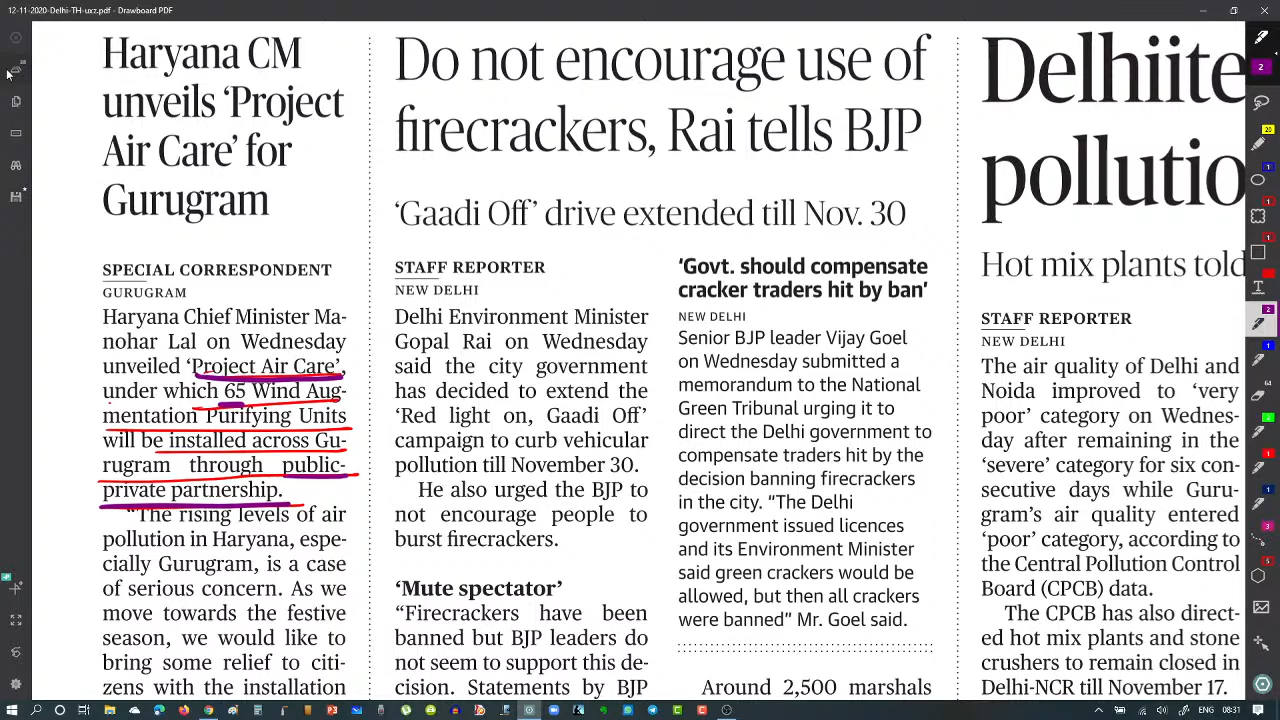 12-11-2020-Delhi-TH-uxz.pdf - Drawboard PDF
Haryana CM
unveils ‘Project
Air Care’ for
Gurugram
SPECIAL CORRESPONDENT
GURUGRAM
Haryana Chief Minister Ma-
nohar Lal on Wednesday
unveiled ‘Project Air Care’,
under which 65 Wind Aug-
mentation Purifying Units
will be installed across Gu-
rugram through public-
private partnership.
“The rising levels of air
pollution in Haryana, espe-
cially Gurugram, is a case
of serious concern. As we
move towards the festive
season, we would like to
bring some relief to citi-
zens with the installation
Do not encourage use of
firecrackers, Rai tells BJP
‘Gaadi Off’ drive extended till Nov. 30
STAFF REPORTER
NEW DELHI
Delhi Environment Minister
Gopal Rai on Wednesday
said the city government
has decided to extend the
‘Red light on, Gaadi Off’
campaign to curb vehicular
pollution till November 30.
He also urged the BJP to
not encourage people to
burst firecrackers.
‘Mute spectator’
“Firecrackers have been
banned but BJP leaders do
not seem to support this de-
cision. Statements by BJP
‘Govt. should compensate
cracker traders hit by ban’
NEW DELHI
Senior BJP leader Vijay Goel
on Wednesday submitted a
memorandum to the National
Green Tribunal urging it to
direct the Delhi government to
compensate traders hit by the
decision banning firecrackers
in the city. “The Delhi
government issued licences
and its Environment Minister
said green crackers would be
allowed, but then all crackers
were banned” Mr. Goel said.
Around 2,500 marshals
Delhiite
pollutio
Hot mix plants told
STAFF REPORTER
NEW DELHI
The air quality of Delhi and
Noida improved to ‘very
poor’ category on Wednes-
day after remaining in the
‘severe’ category for six con-
secutive days while Guru-
gram’s air quality entered
‘poor’ category, according to
the Central Pollution Control
Board (CPCB) data.
The CPCB has also direct-
ed hot mix plants and stone
crushers to remain closed in
Delhi-NCR till November 17.
2
20
1
1
1
2
1
64
2
1
1
3
5
ENG 08:31